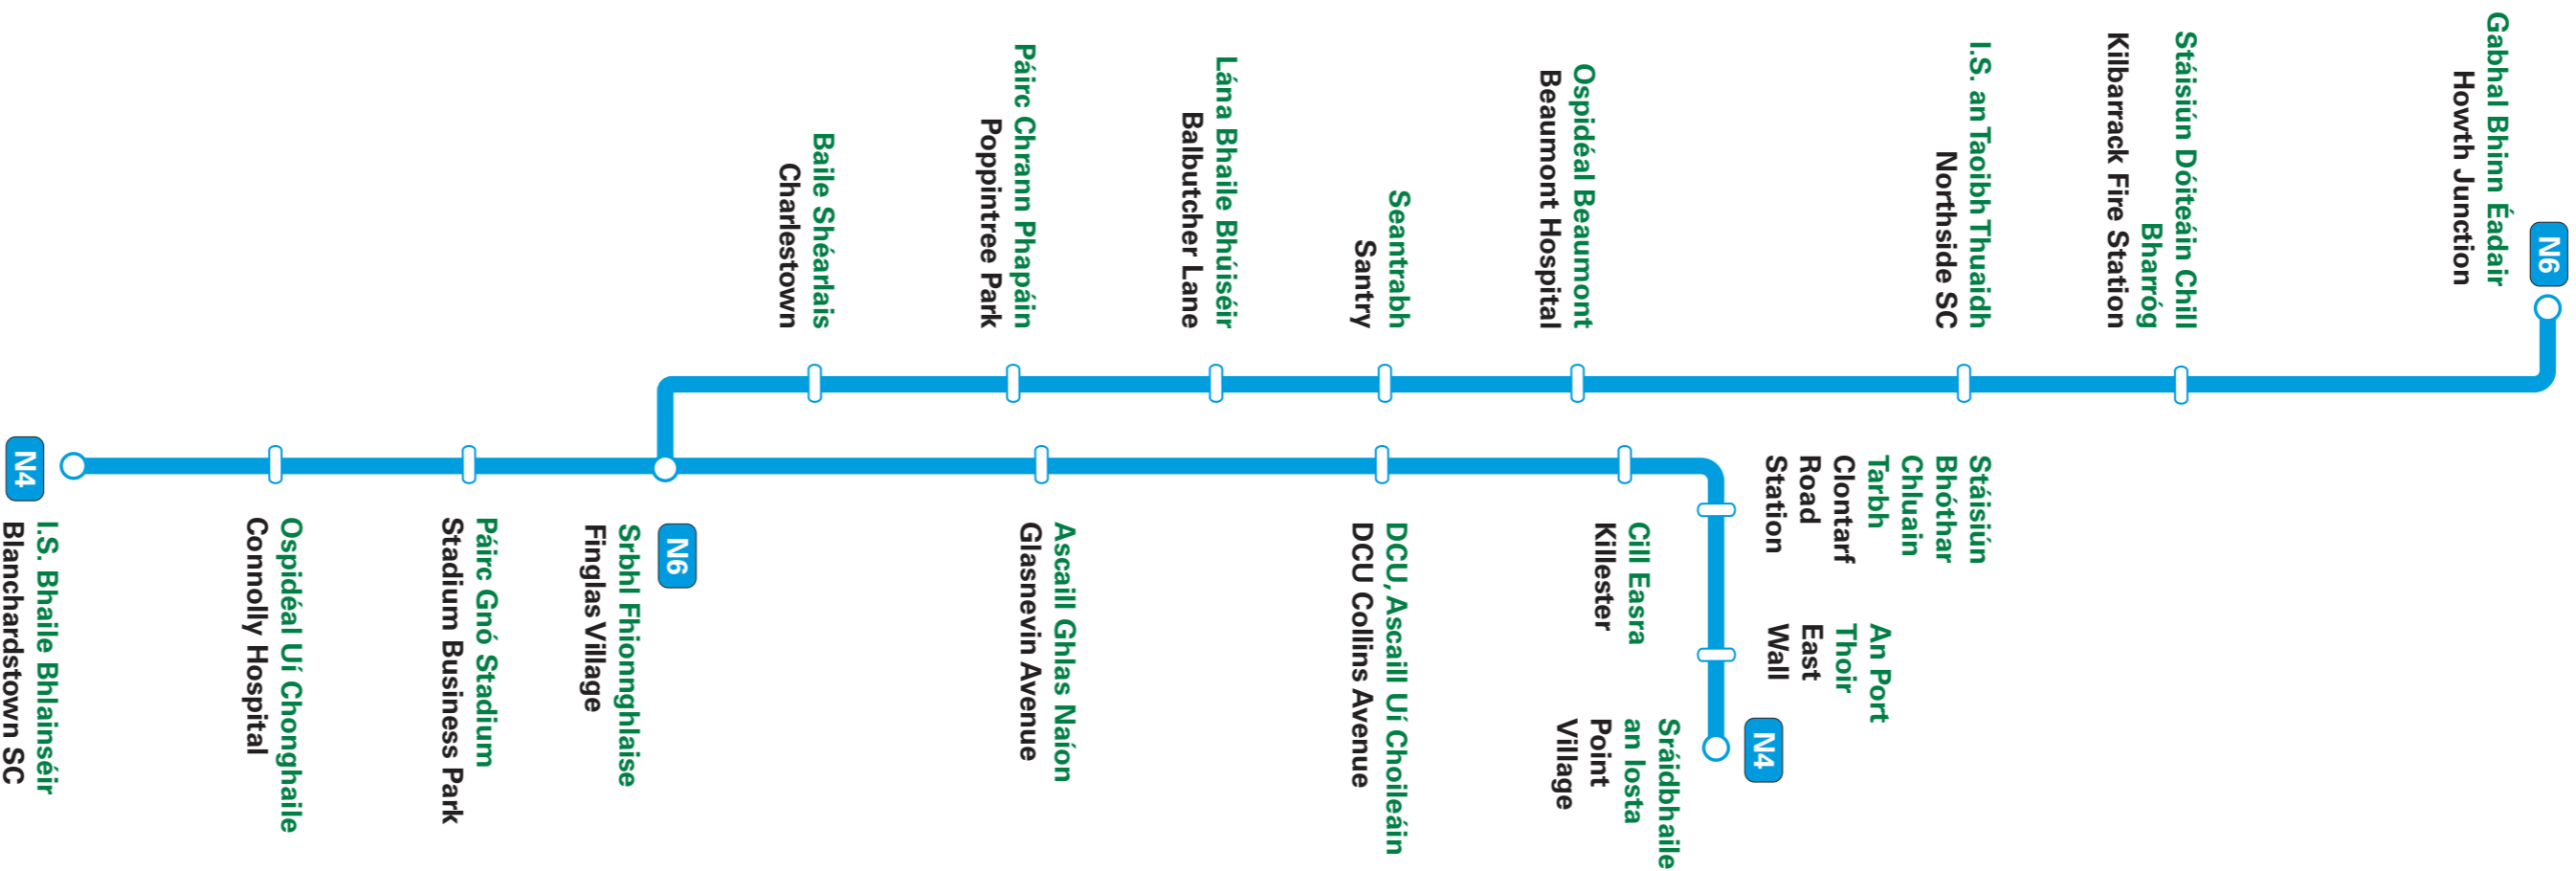 Gabhal Bhinn Éadair
Howth Junction
N6
Stáisiún Dóiteáin Chill
Bharróg
Kilbarrack Fire Station
I.S. an Taoibh Thuaidh
Northside SC
Ospidéal Beaumont
Beaumont Hospital
Seantrabh
Santry
Lána Bhaile Bhúiséir
Balbutcher Lane
Páirc Chrann Phapáin
Poppintree Park
Baile Shéarlais
Charlestown
N6
Srbhl Fhionnghlaise
Finglas Village
N4
I.S. Bhaile Bhlainséir
Blanchardstown SC
Ospidéal Uí Chonghaile
Connolly Hospital
Páirc Gnó Stadium
Stadium Business Park
Ascaill Ghlas Naíon
Glasnevin Avenue
DCU, Ascaill Uí Choileáin
DCU Collins Avenue
Cill Easra
Killester
Stáisiún
Bhóthar
Chluain
Tarbh
Clontarf
Road
Station
An Port
Thoir
East
Wall
N4
Sráidbhaile
an Iosta
Point
Village